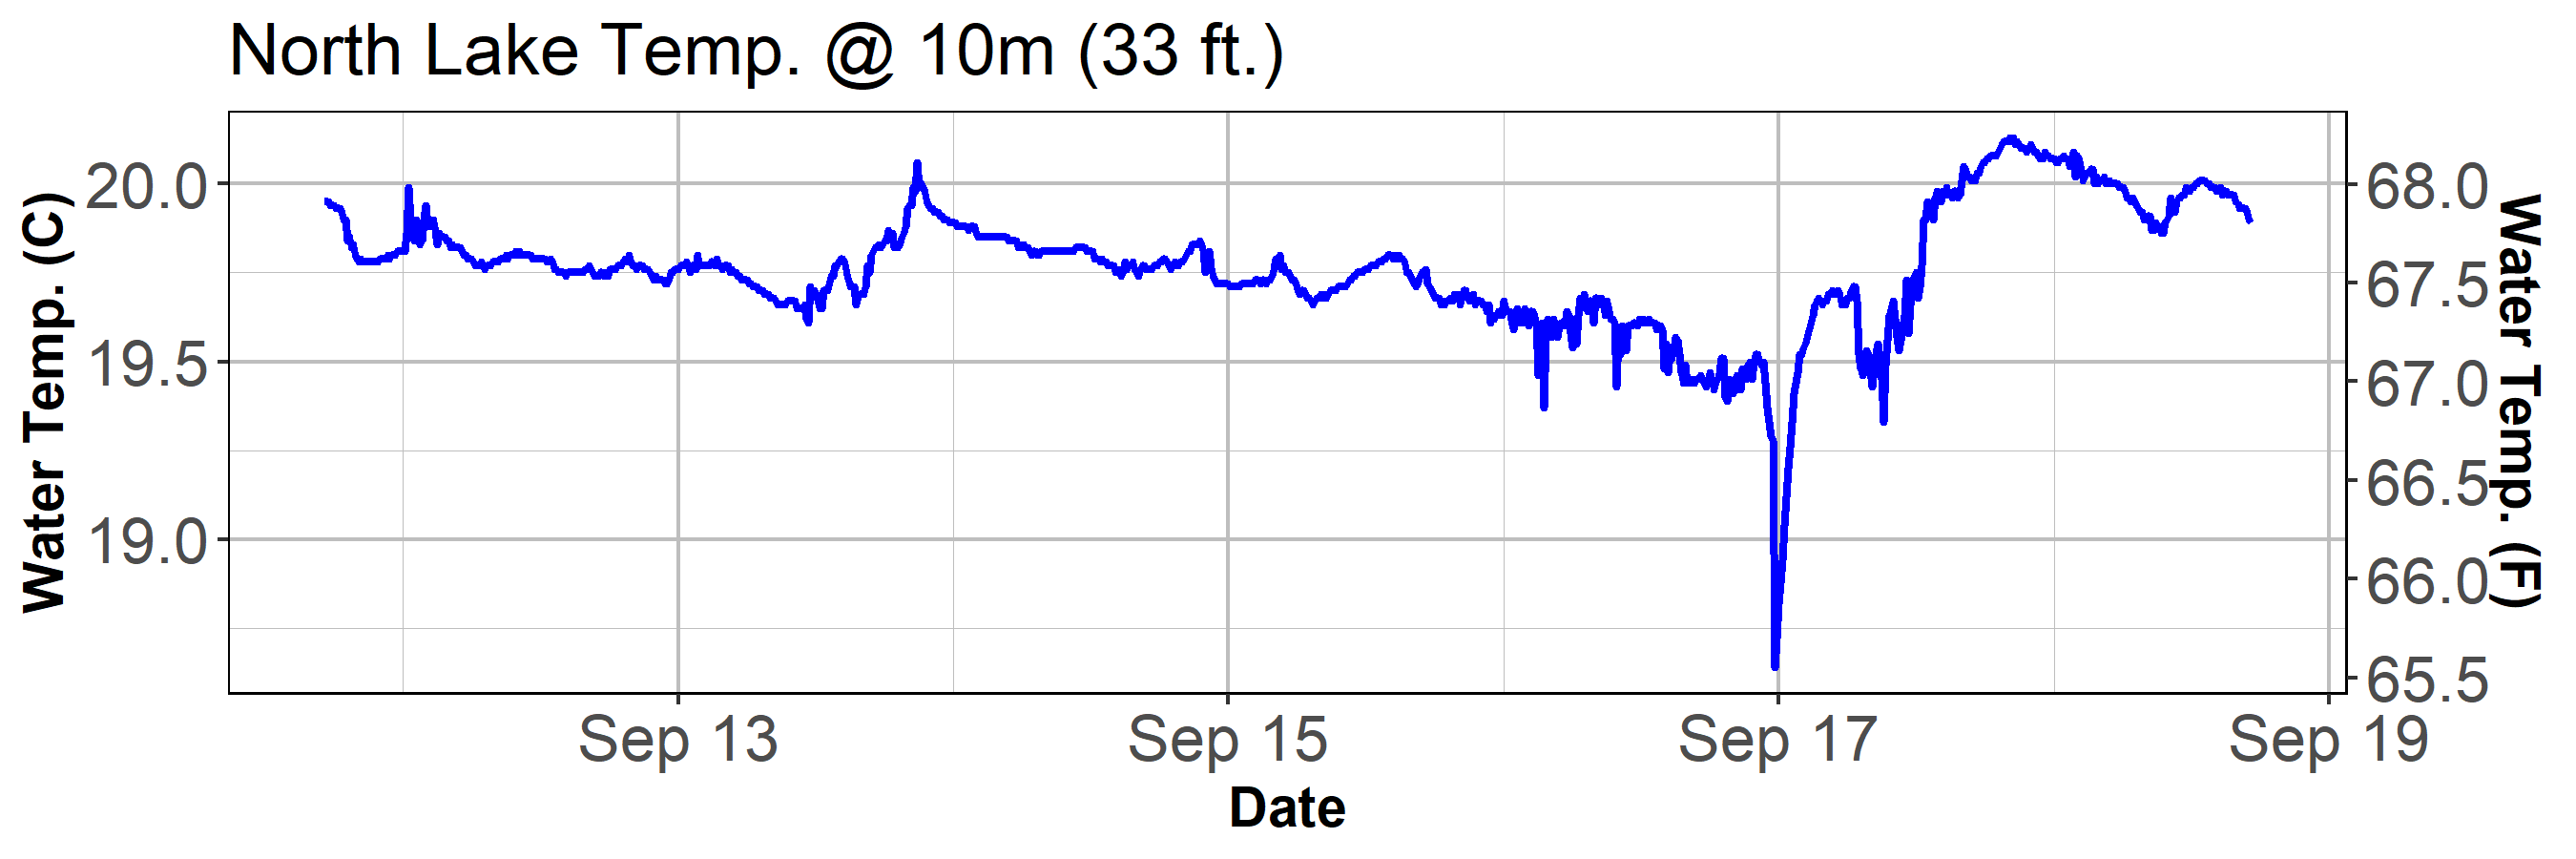 North Lake Temp. @ 10m (33 ft.)
Water Temp. (C)
20.0
19.5
19.0
68.0
67.5
67.0
66.5
66.0
65.5
Water Temp. (F)
Sep 13 Sep 15 Sep 17 Sep 19
Date